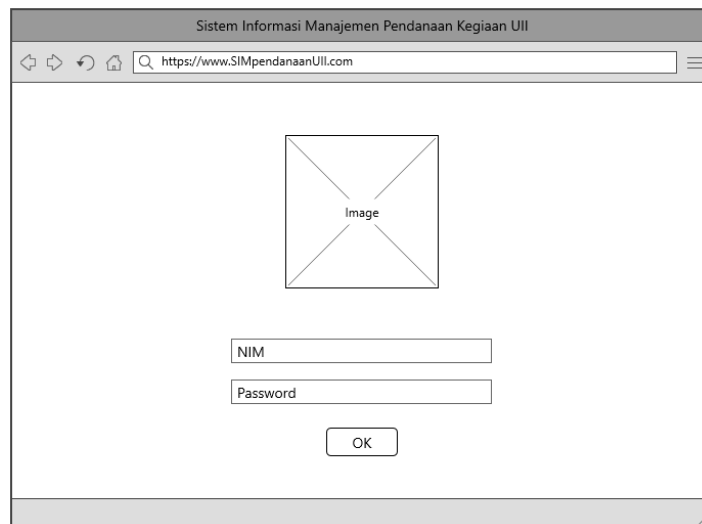 Sistem Informasi Manajemen Pendanaan Kegiaan UII
https://www.SIMpendanaanUII.com
Image
NIM
Password
OK